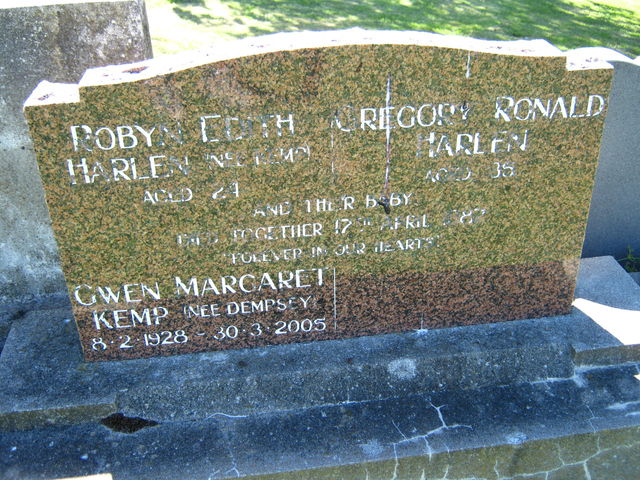 ROBYN EDITH
HARLEN (NEE KEMP)
AGED 24
GREGORY RONALD
HARLEN
AGED 35
AND THEIR BABY
DIED TOGETHER 17TH APRIL 1987
"FOREVER IN OUR HEARTS"
GWEN MARGARET
KEMP (NEE DEMPSEY)
8-2-1928 - 30-3-2005